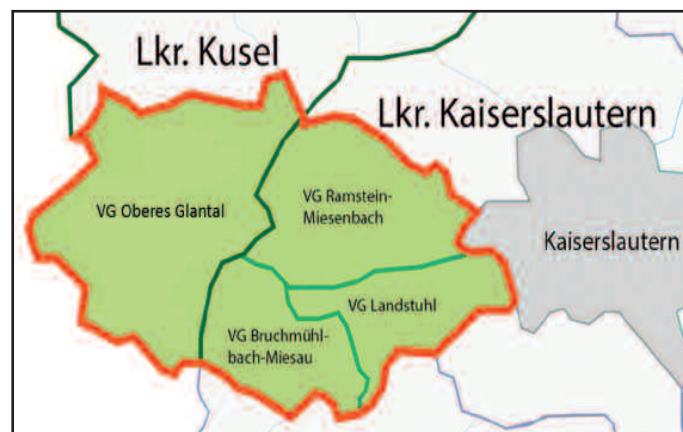 Lkr. Kusel
Lkr. Kaiserslautern
VG Oberes Glantal
VG Ramstein-
Miesenbach
Kaiserslautern
VG Landstuhl
VG Bruchmühl-
bach-Miesau